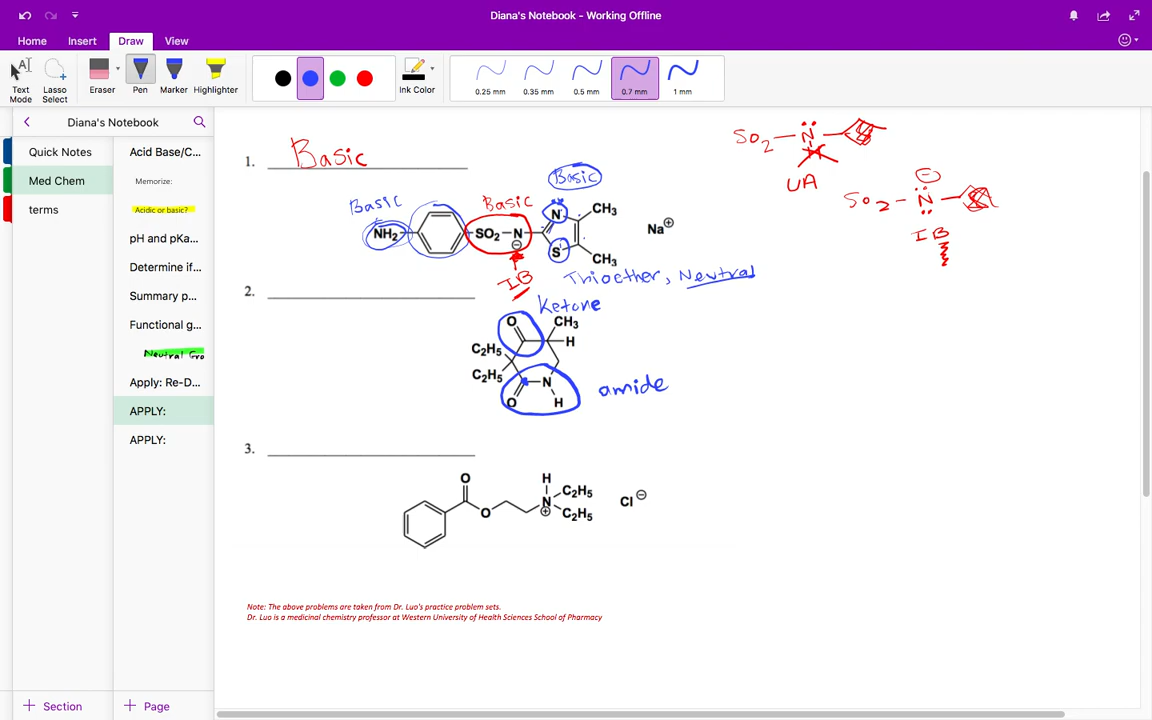 Diana's Notebook - Working Offline
Home Insert Draw View
Text Mode
Lasso Select
Eraser
Pen
Marker
Highlighter
Ink Color
0.25 mm
0.35 mm
0.5 mm
0.7 mm
1 mm
Diana's Notebook
Quick Notes
Med Chem
terms
Acid Base/C...
Memorize:
Acidic or basic?
pH and pKa...
Determine if...
Summary p...
Functional g...
Neutral Gro
Apply: Re-D...
APPLY:
APPLY:
+ Section
+ Page
1. Basic
SO2 N
UA
SO2 N ⊖
IB
Basic
Basic
Basic
NH2
SO2 N ⊖
N
S
CH3
CH3
Na⊕
IB
Thioether, Neutral
2.
Ketone
O
CH3
H
C2H5
C2H5
N
H
O
amide
3.
O
O
H
N ⊕
C2H5
C2H5
Cl⊖
Note: The above problems are taken from Dr. Luo's practice problem sets.
Dr. Luo is a medicinal chemistry professor at Western University of Health Sciences School of Pharmacy